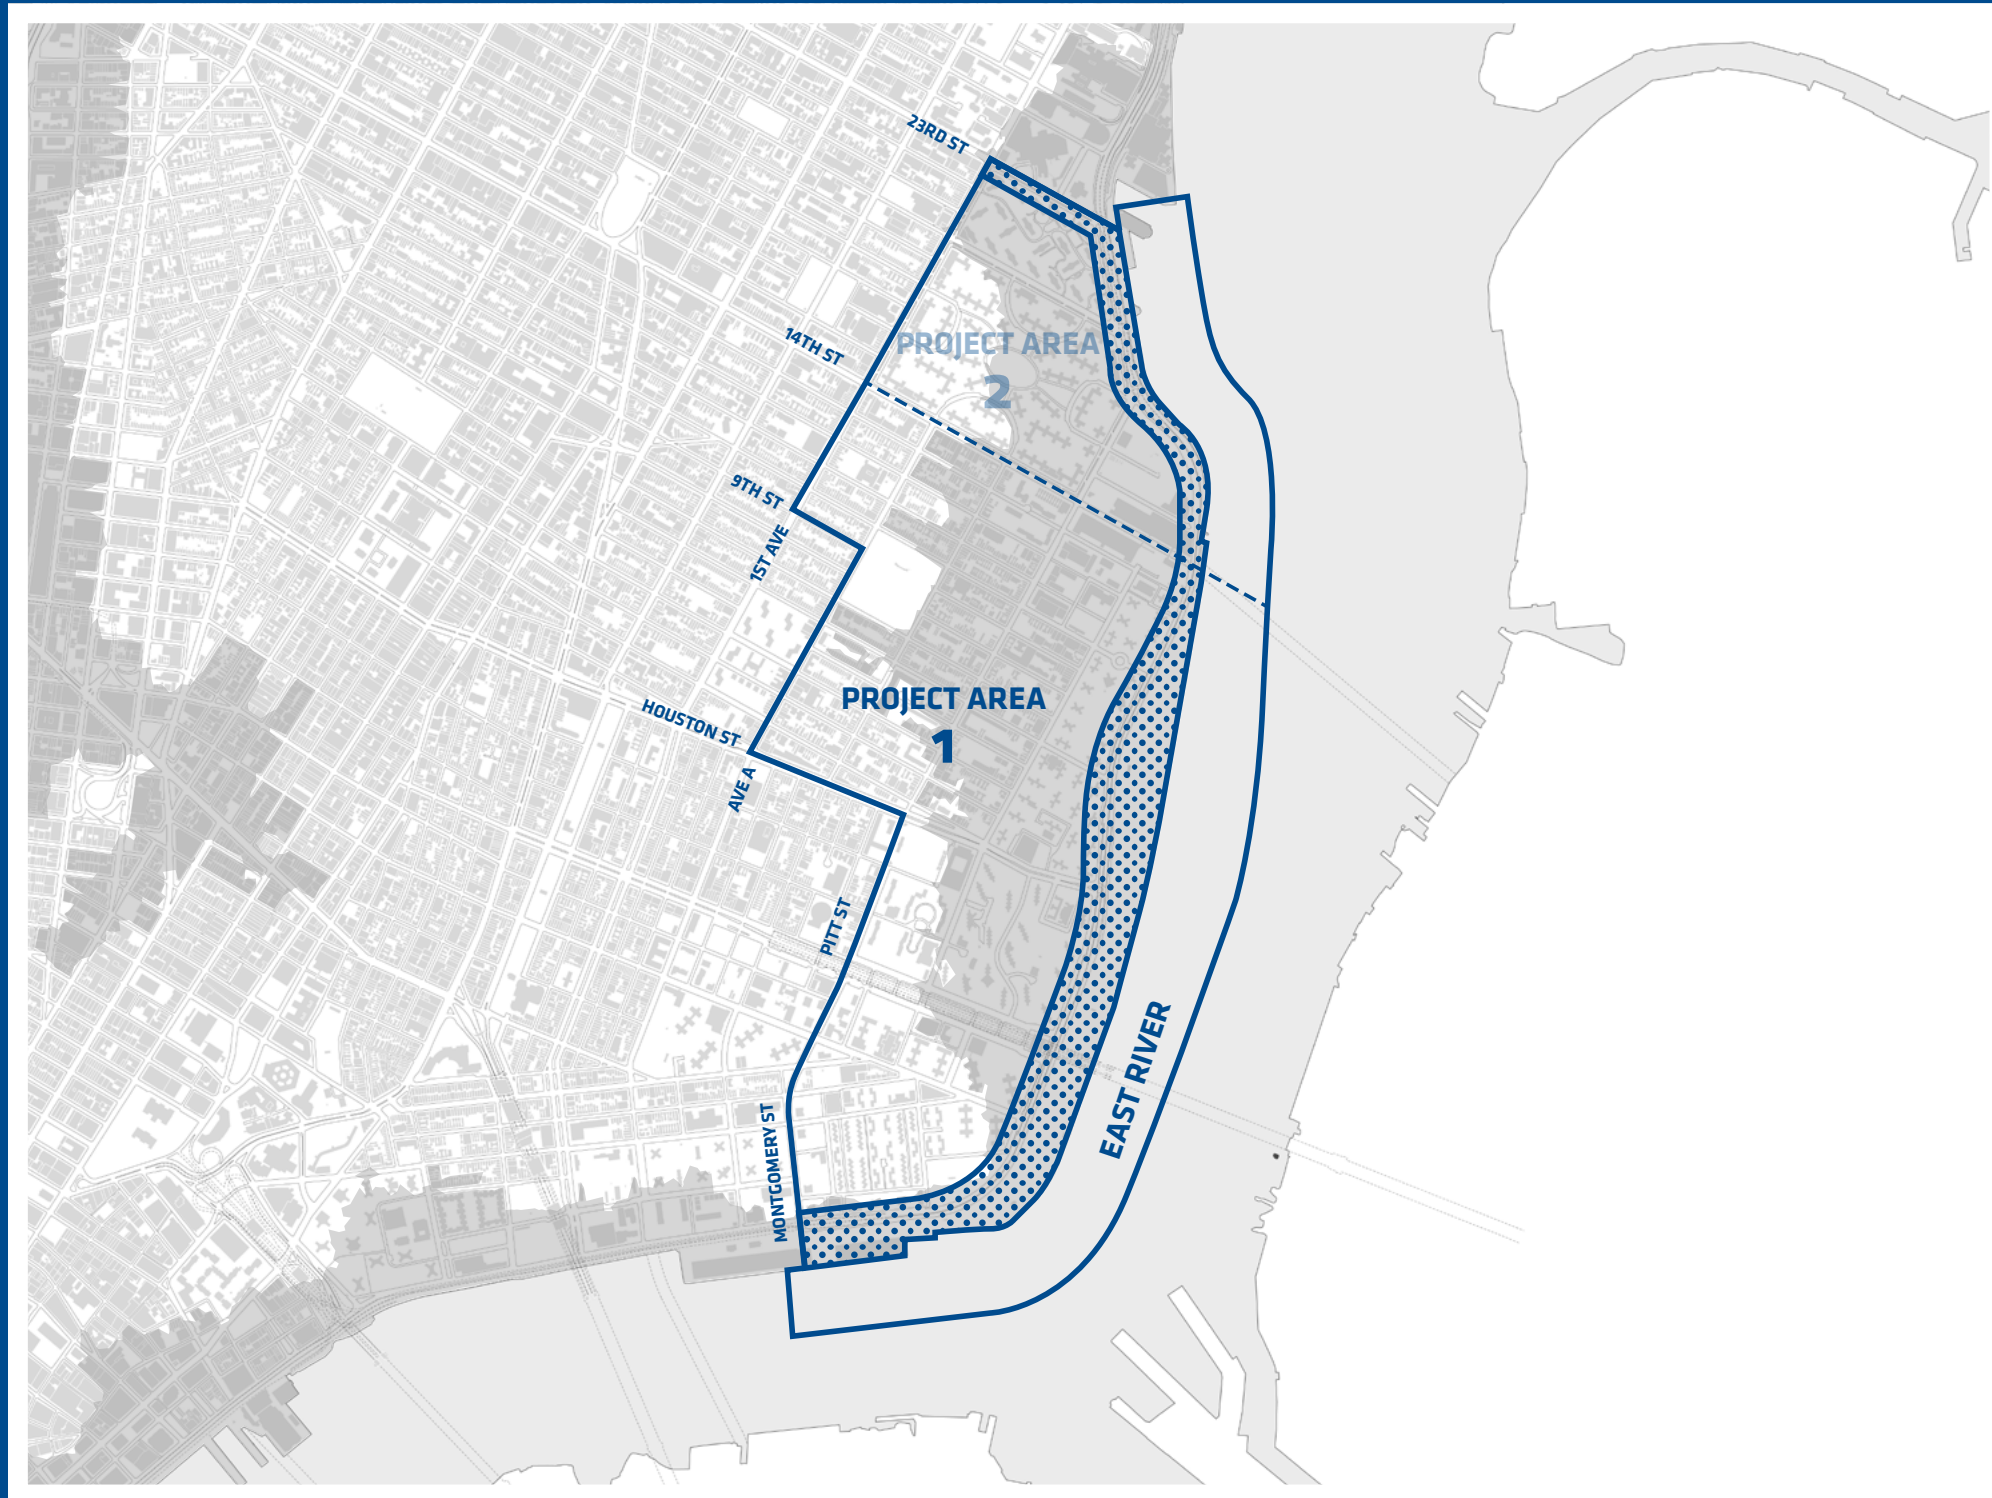 23RD ST
14TH ST
PROJECT AREA
2
9TH ST
1ST AVE
PROJECT AREA
1
HOUSTON ST
AVE A
PITT ST
EAST RIVER
MONTGOMERY ST